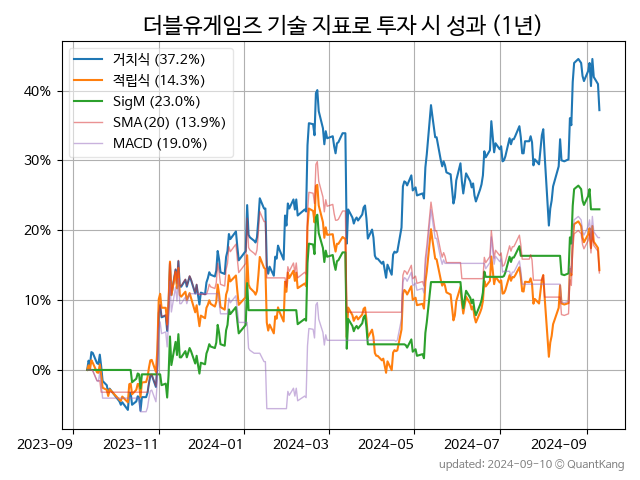 더블유게임즈 기술 지표로 투자 시 성과 (1년)
거치식 (37.2%)
적립식 (14.3%)
SigM (23.0%)
SMA(20) (13.9%)
MACD (19.0%)
40%
30%
20%
10%
0%
2023-09 2023-11 2024-01 2024-03 2024-05 2024-07 2024-09
updated: 2024-09-10 © QuantKang